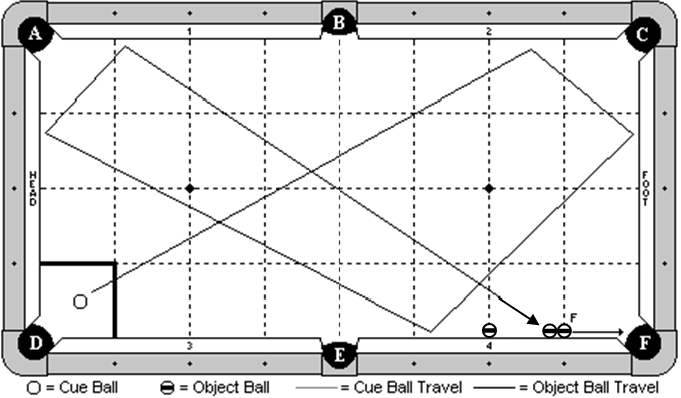 A B C
1 2
HEAD
FOOT
F
D 3 E 4 F
= Cue Ball = Object Ball = Cue Ball Travel = Object Ball Travel